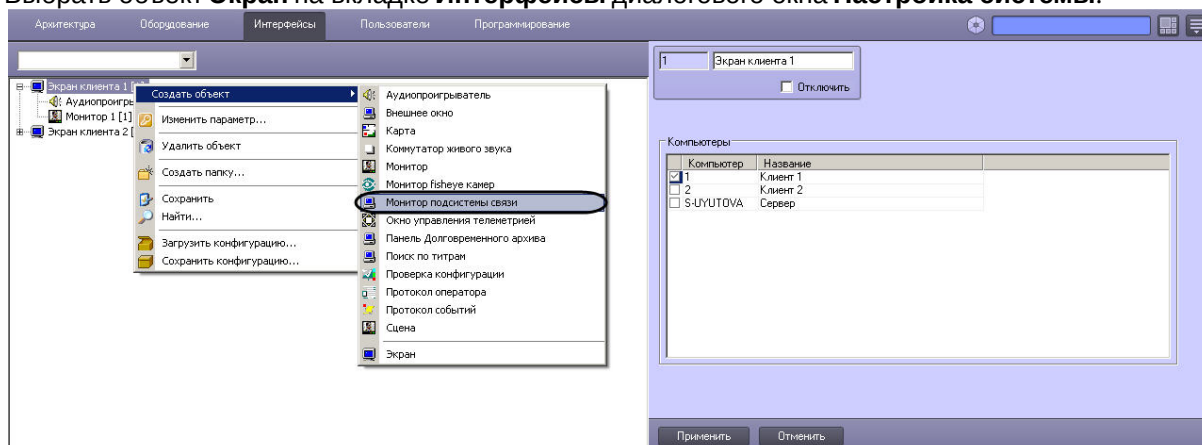 Выбрать объект Экран на вкладке Интерфейсы диалогового окна Настройка системы.
Архитектура Оборудование Интерфейсы Пользователи Программирование
1 Экран клиента 1
Отключить
Экран клиента 1 [1]
Аудиопроигры
Монитор 1 [1]
Экран клиента 2 [
Создать объект
Изменить параметр...
Удалить объект
Создать папку...
Сохранить
Найти...
Загрузить конфигурацию...
Сохранить конфигурацию...
Аудиопроигрыватель
Внешнее окно
Карта
Коммутатор живого звука
Монитор
Монитор fisheye камер
Монитор подсистемы связи
Окно управления телеметрией
Панель Долговременного архива
Поиск по титрам
Проверка конфигурации
Протокол оператора
Протокол событий
Сцена
Экран
Компьютеры
Компьютер Название
1 Клиент 1
2 Клиент 2
S-UYUTOVA Сервер
Применить Отменить